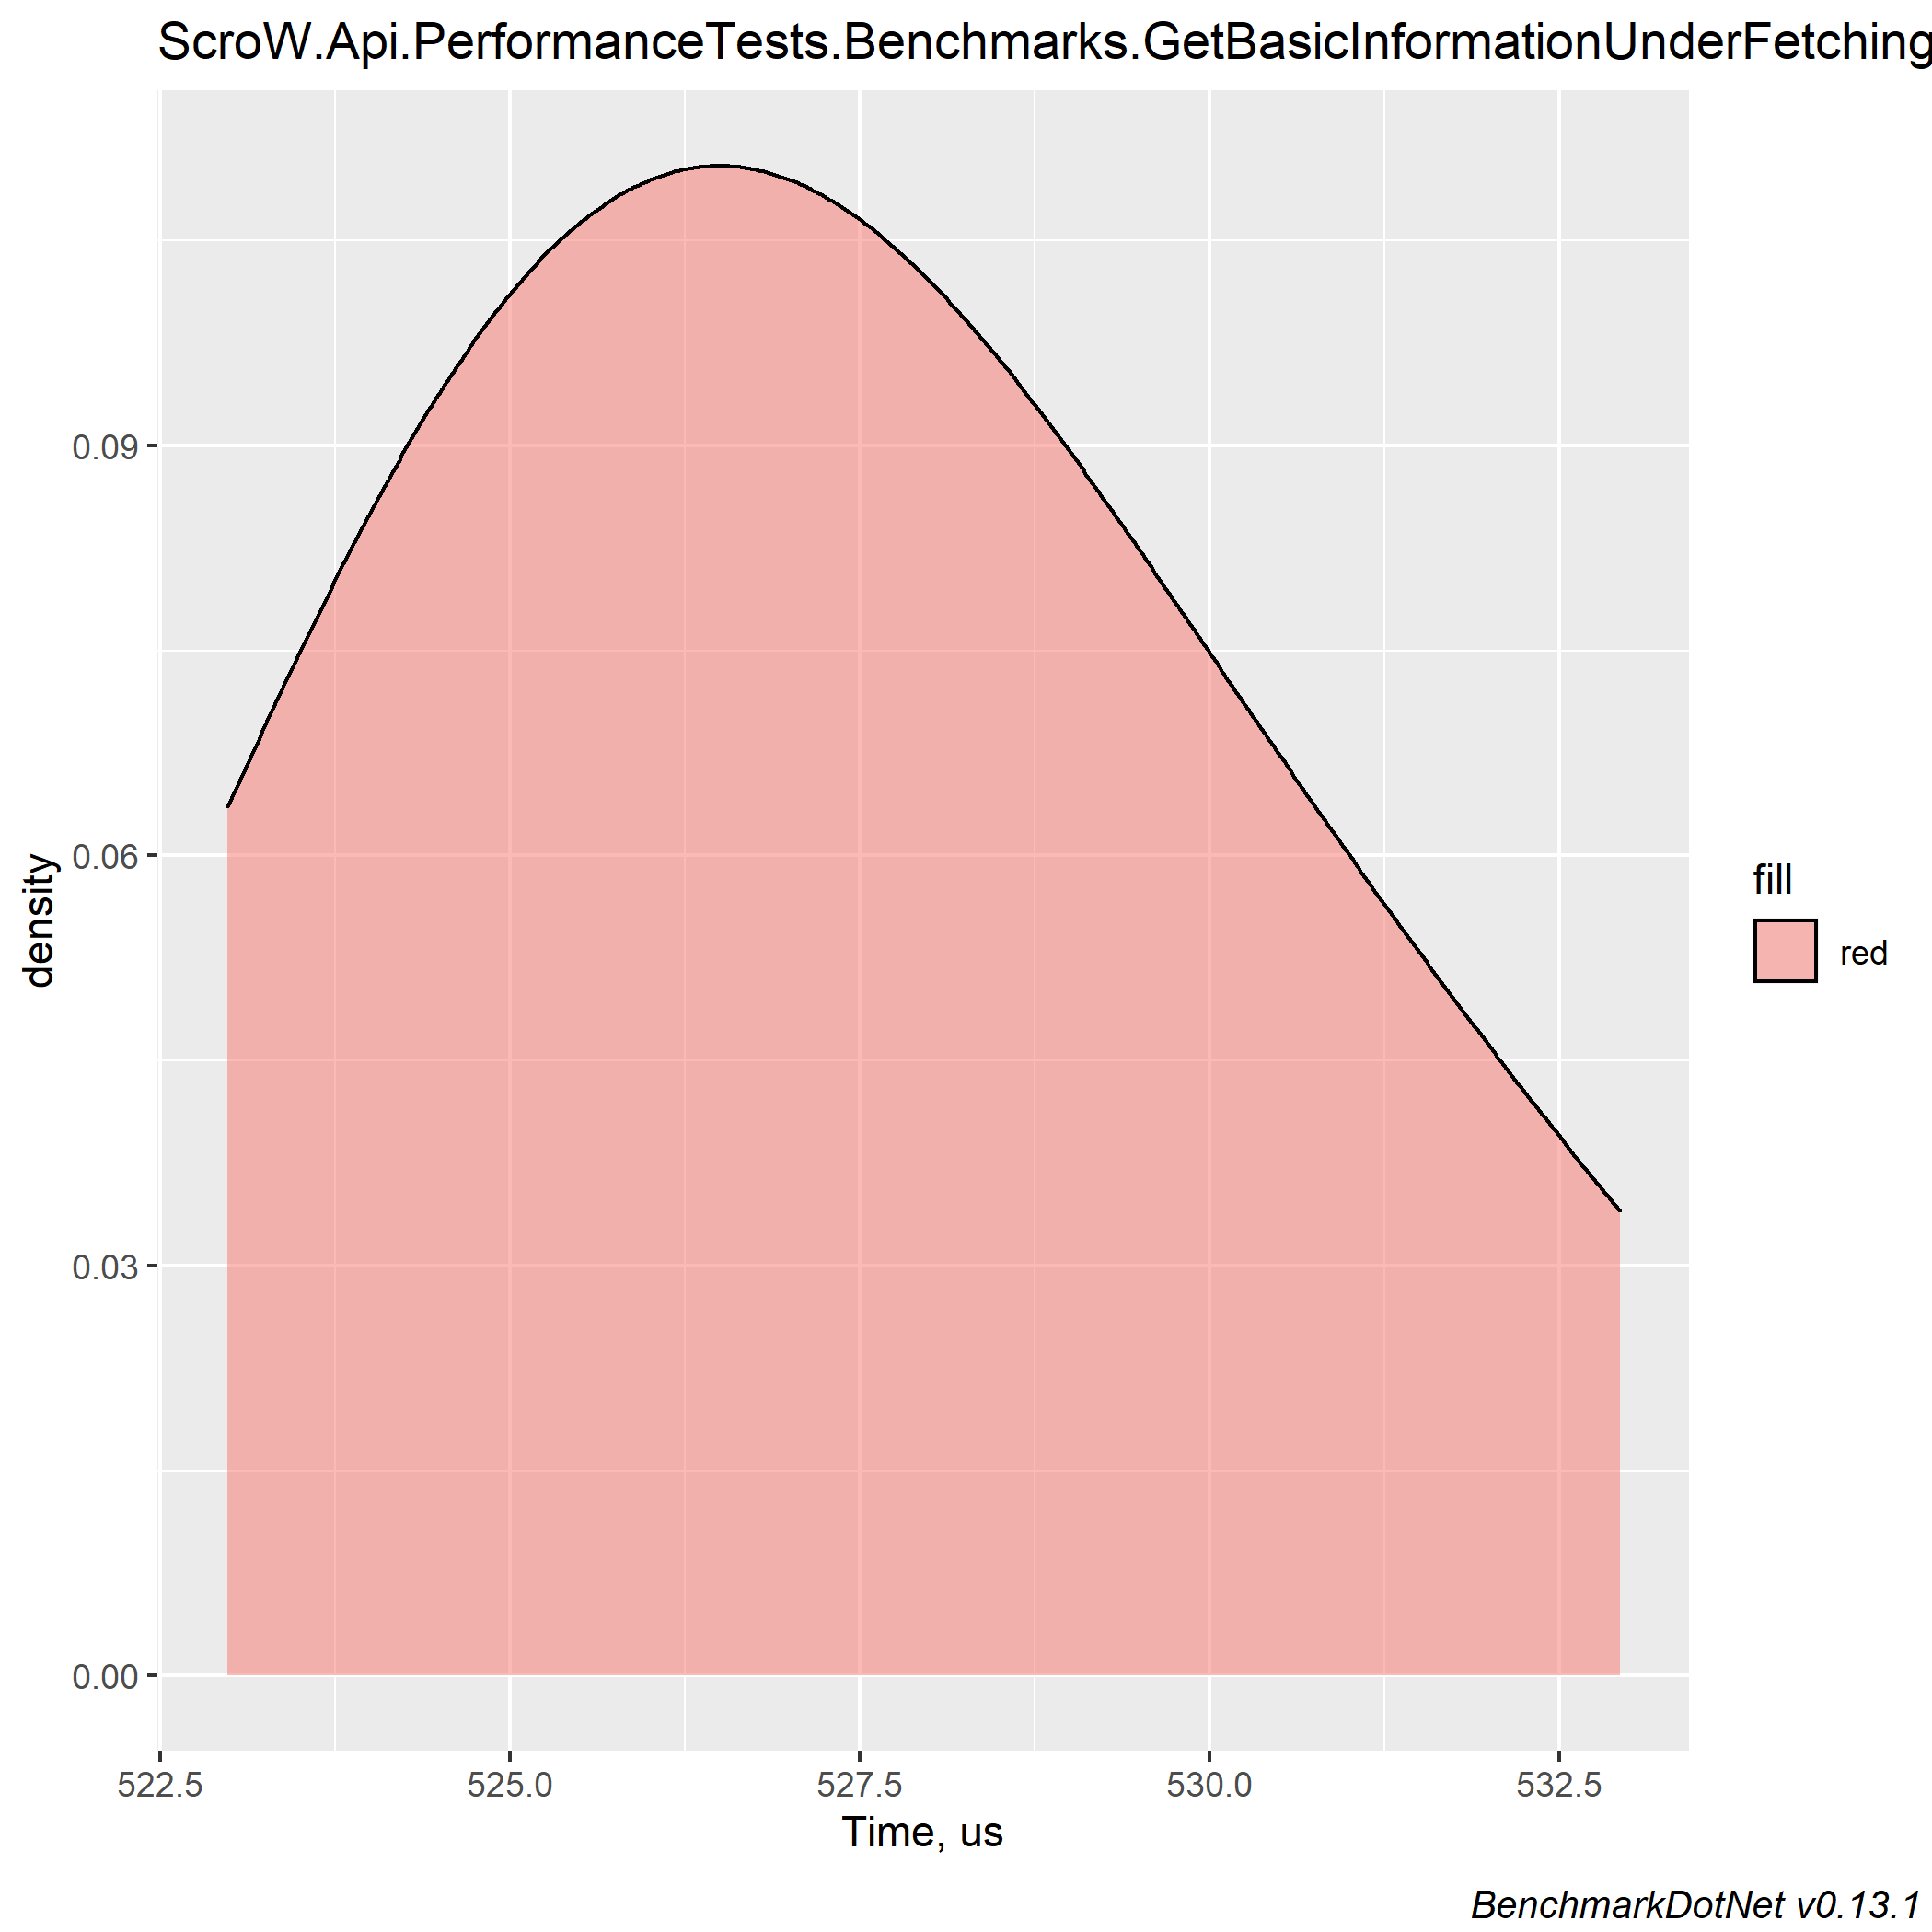 ScroW.Api.PerformanceTests.Benchmarks.GetBasicInformationUnderFetching
0.09
0.06
0.03
0.00
density
522.5 525.0 527.5 530.0 532.5
Time, us
fill
red
BenchmarkDotNet v0.13.1